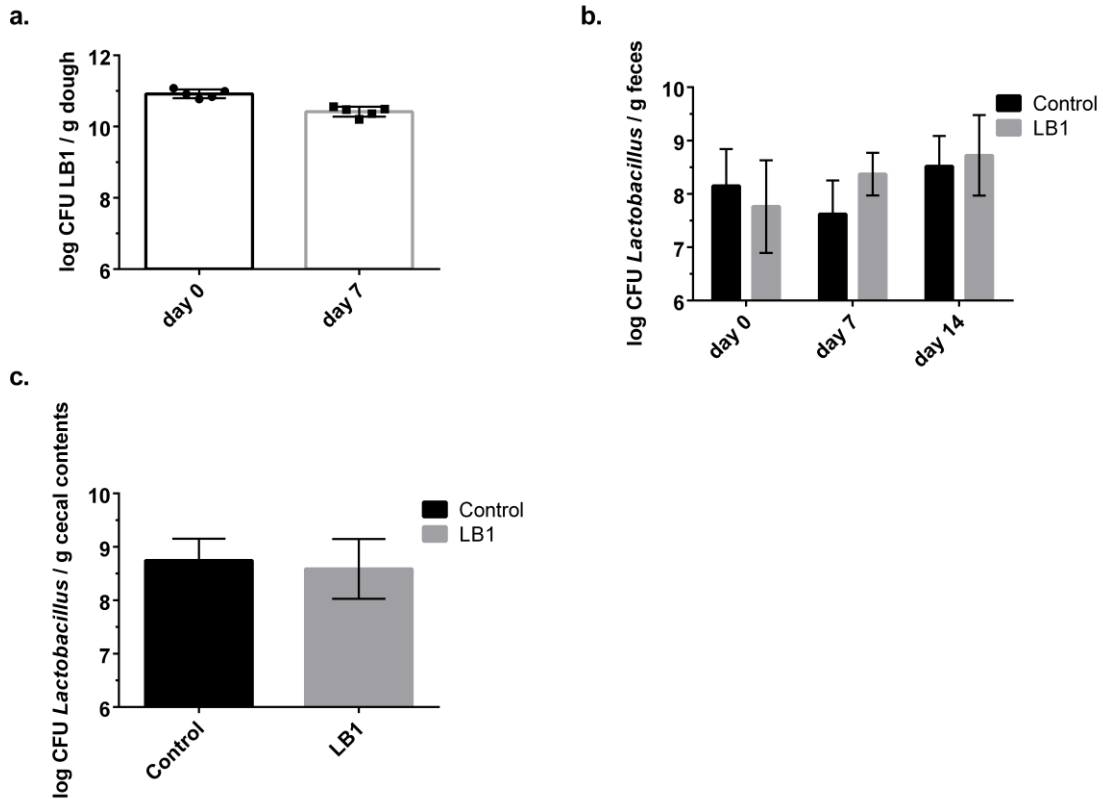 a.
log CFU LB1 / g dough
12
10
8
6
day 0
day 7
b.
log CFU Lactobacillus / g feces
10
9
8
7
6
day 0
day 7
day 14
Control
LB1
c.
log CFU Lactobacillus / g cecal contents
10
9
8
7
6
Control
LB1
Control
LB1